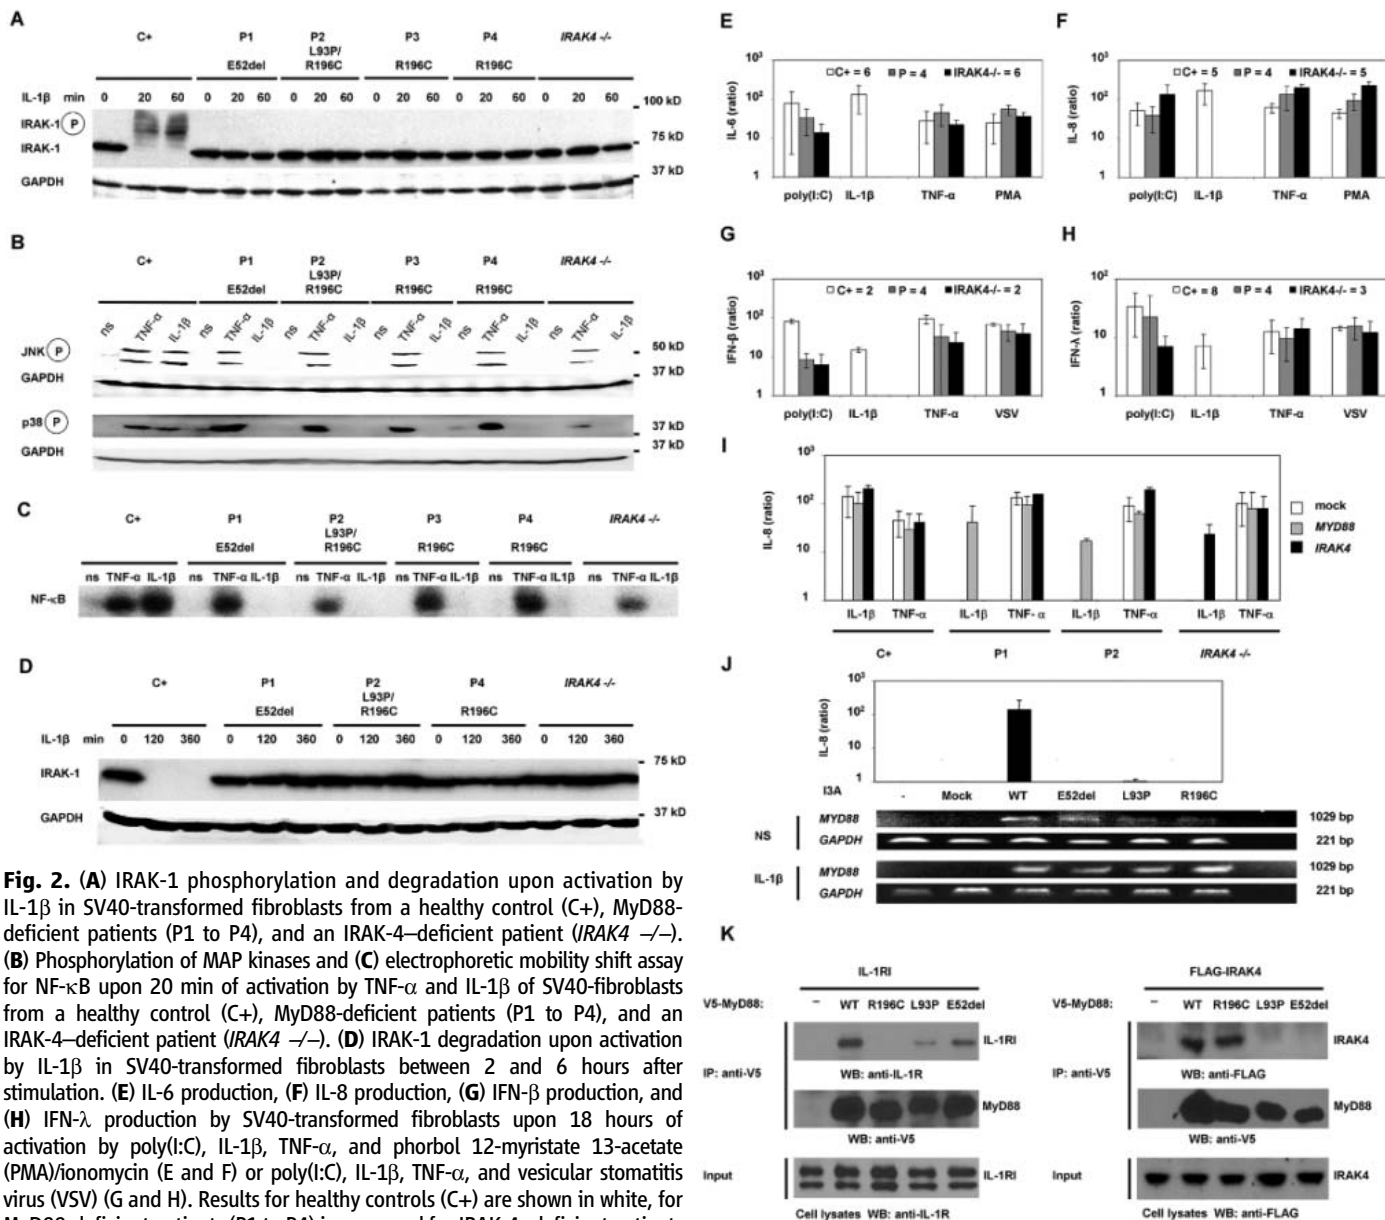 A
C+ P1 P2 P3 P4 IRAK4 -/-
L93P/
E52del R196C R196C R196C
IL-1β min 0 20 60 0 20 60 0 20 60 0 20 60 0 20 60 0 20 60
100 kD
IRAK-1 P
75 kD
IRAK-1
37 kD
GAPDH
B
C+ P1 P2 P3 P4 IRAK4 -/-
L93P/
E52del R196C R196C R196C
ns TNF-α IL-1β ns TNF-α IL-1β ns TNF-α IL-1β ns TNF-α IL-1β ns TNF-α IL-1β ns TNF-α IL-1β
JNK P 50 kD
37 kD
GAPDH
p38 P 37 kD
37 kD
GAPDH
C
C+ P1 P2 P3 P4 IRAK4 -/-
L93P/
E52del R196C R196C R196C
ns TNF-α IL-1β ns TNF-α IL-1β ns TNF-α IL-1β ns TNF-α IL-1β ns TNF-α IL1β ns TNF-α IL-1β
NF-κB
D
C+ P1 P2 P4 IRAK4 -/-
L93P/
E52del R196C R196C
IL-1β min 0 120 360 0 120 360 0 120 360 0 120 360 0 120 360
75 kD
IRAK-1
37 kD
GAPDH
Fig. 2. (A) IRAK-1 phosphorylation and degradation upon activation by
IL-1β in SV40-transformed fibroblasts from a healthy control (C+), MyD88-
deficient patients (P1 to P4), and an IRAK-4–deficient patient (IRAK4 –/–).
(B) Phosphorylation of MAP kinases and (C) electrophoretic mobility shift assay
for NF-κB upon 20 min of activation by TNF-α and IL-1β of SV40-fibroblasts
from a healthy control (C+), MyD88-deficient patients (P1 to P4), and an
IRAK-4–deficient patient (IRAK4 –/–). (D) IRAK-1 degradation upon activation
by IL-1β in SV40-transformed fibroblasts between 2 and 6 hours after
stimulation. (E) IL-6 production, (F) IL-8 production, (G) IFN-β production, and
(H) IFN-λ production by SV40-transformed fibroblasts upon 18 hours of
activation by poly(I:C), IL-1β, TNF-α, and phorbol 12-myristate 13-acetate
(PMA)/ionomycin (E and F) or poly(I:C), IL-1β, TNF-α, and vesicular stomatitis
virus (VSV) (G and H). Results for healthy controls (C+) are shown in white, for
E
IL-6 (ratio)
10³
10²
10
1
C+ = 6 P = 4 IRAK4-/- = 6
poly(I:C) IL-1β TNF-α PMA
F
IL-8 (ratio)
10³
10²
10
1
C+ = 5 P = 4 IRAK4-/- = 5
poly(I:C) IL-1β TNF-α PMA
G
IFN-β (ratio)
10³
10²
10
1
C+ = 2 P = 4 IRAK4-/- = 2
poly(I:C) IL-1β TNF-α VSV
H
IFN-λ (ratio)
10²
10
1
C+ = 8 P = 4 IRAK4-/- = 3
poly(I:C) IL-1β TNF-α VSV
I
IL-8 (ratio)
10³
10²
10
1
mock
MYD88
IRAK4
IL-1β TNF-α IL-1β TNF- α IL-1β TNF-α IL-1β TNF-α
C+ P1 P2 IRAK4 -/-
J
IL-8 (ratio)
10³
10²
10
1
I3A - Mock WT E52del L93P R196C
NS
MYD88 1029 bp
GAPDH 221 bp
IL-1β
MYD88 1029 bp
GAPDH 221 bp
K
IL-1RI
V5-MyD88: – WT R196C L93P E52del
IL-1RI
IP: anti-V5
WB: anti-IL-1R
MyD88
WB: anti-V5
Input IL-1RI
Cell lysates WB: anti-IL-1R
FLAG-IRAK4
V5-MyD88: – WT R196C L93P E52del
IRAK4
IP: anti-V5
WB: anti-FLAG
MyD88
WB: anti-V5
Input IRAK4
Cell lysates WB: anti-FLAG